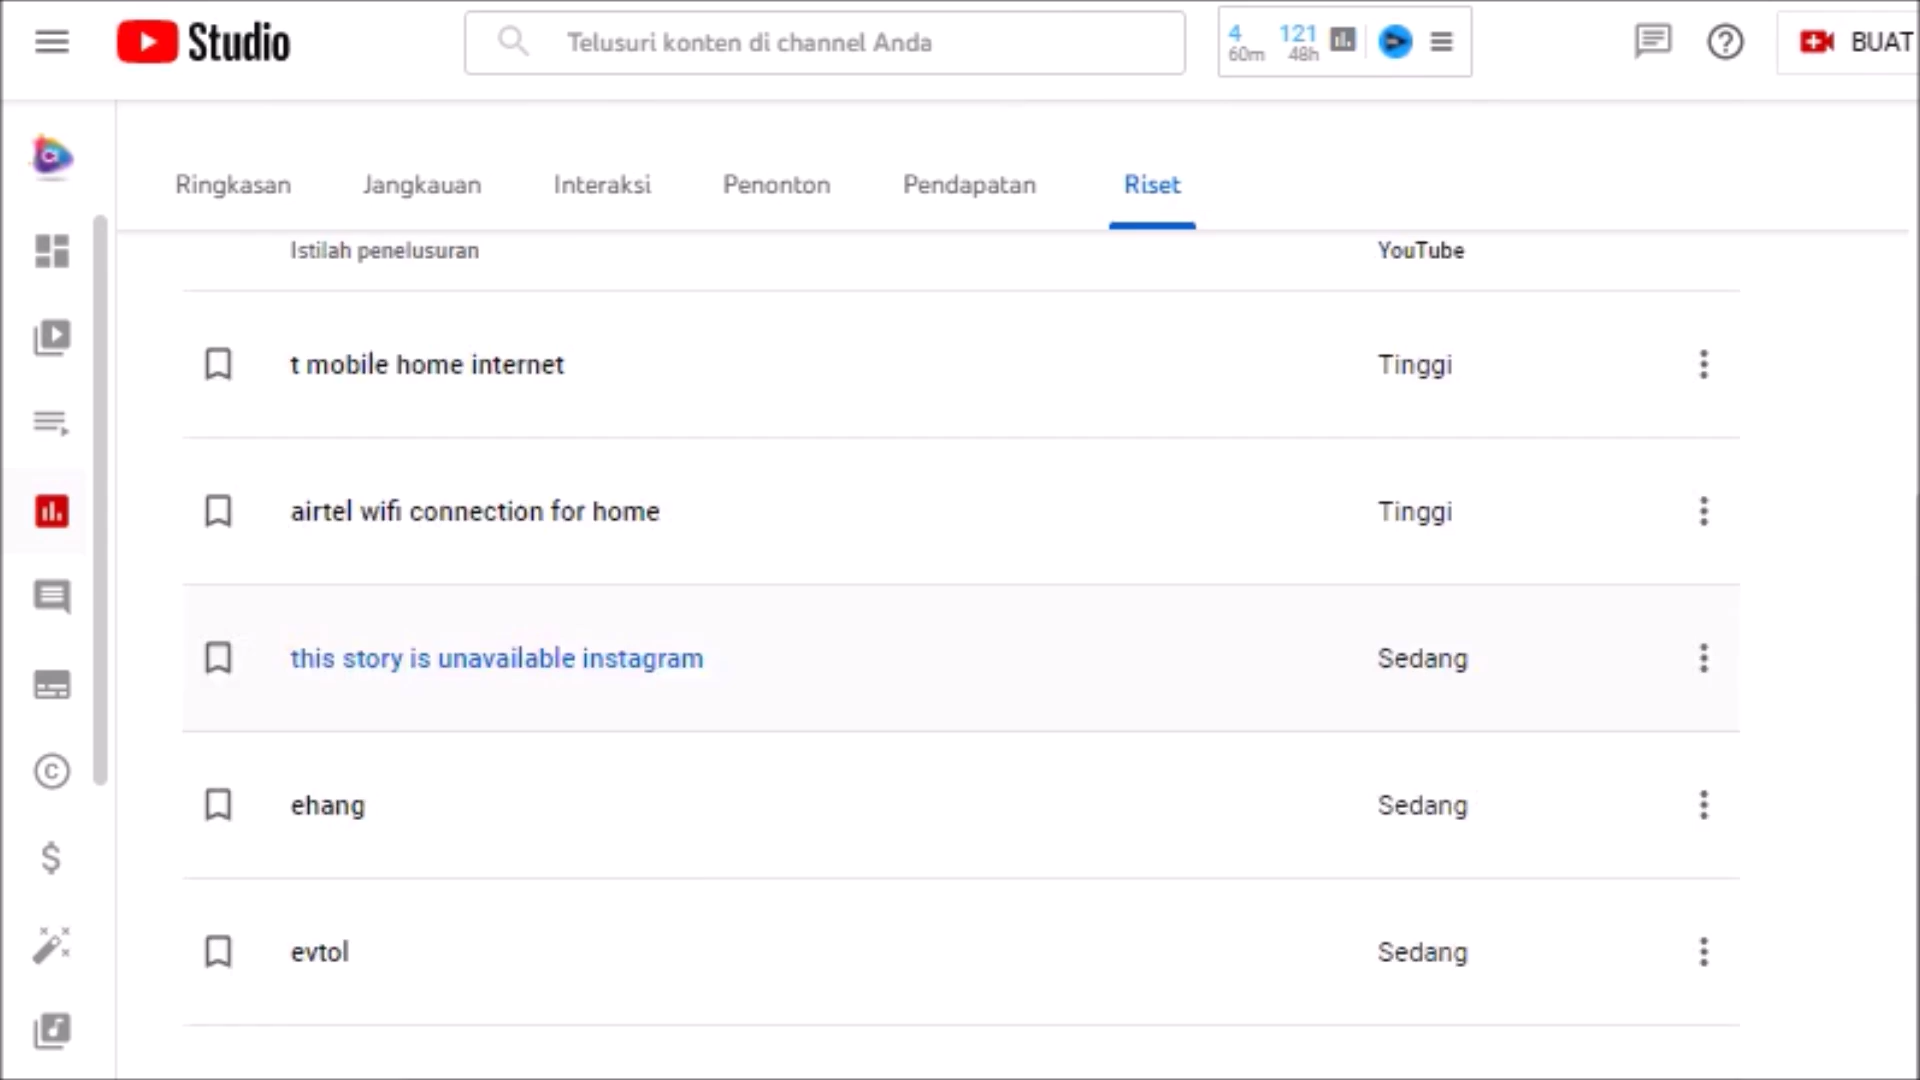 Studio
Telusuri konten di channel Anda
4 121
60m 48h
BUAT
Ringkasan Jangkauan Interaksi Penonton Pendapatan Riset
Istilah penelusuran YouTube
t mobile home internet Tinggi
airtel wifi connection for home Tinggi
this story is unavailable instagram Sedang
ehang Sedang
evtol Sedang